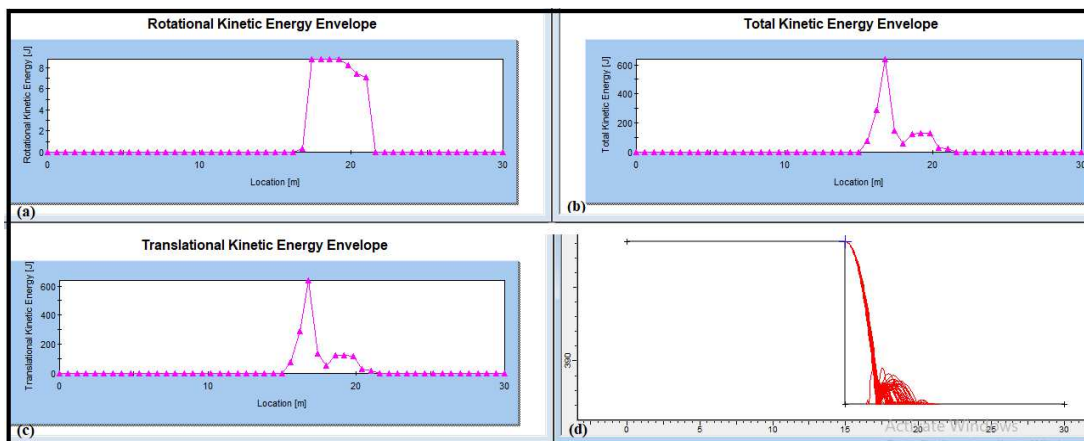 Rotational Kinetic Energy Envelope
Rotational Kinetic Energy [J]
8
6
4
2
0
0 10 20 30
Location [m]
(a)
Total Kinetic Energy Envelope
Total Kinetic Energy [J]
600
400
200
0
0 10 20 30
Location [m]
(b)
Translational Kinetic Energy Envelope
Translational Kinetic Energy [J]
600
400
200
0
0 10 20 30
Location [m]
(c)
390
0 5 10 15 20 25 30
Activate Windows
(d)